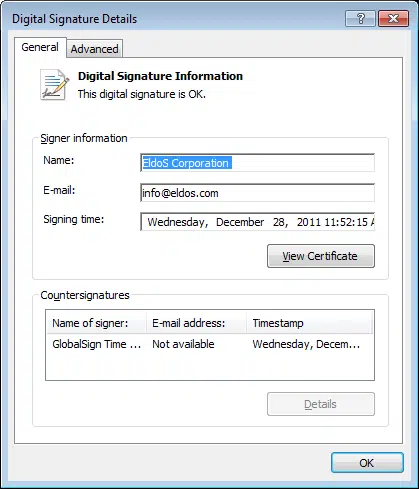 Digital Signature Details
General Advanced
Digital Signature Information
This digital signature is OK.
Signer information
Name: EldoS Corporation
E-mail: info@eldos.com
Signing time: Wednesday, December 28, 2011 11:52:15 A
View Certificate
Countersignatures
Name of signer: E-mail address: Timestamp
GlobalSign Time ... Not available Wednesday, Decem...
Details
OK